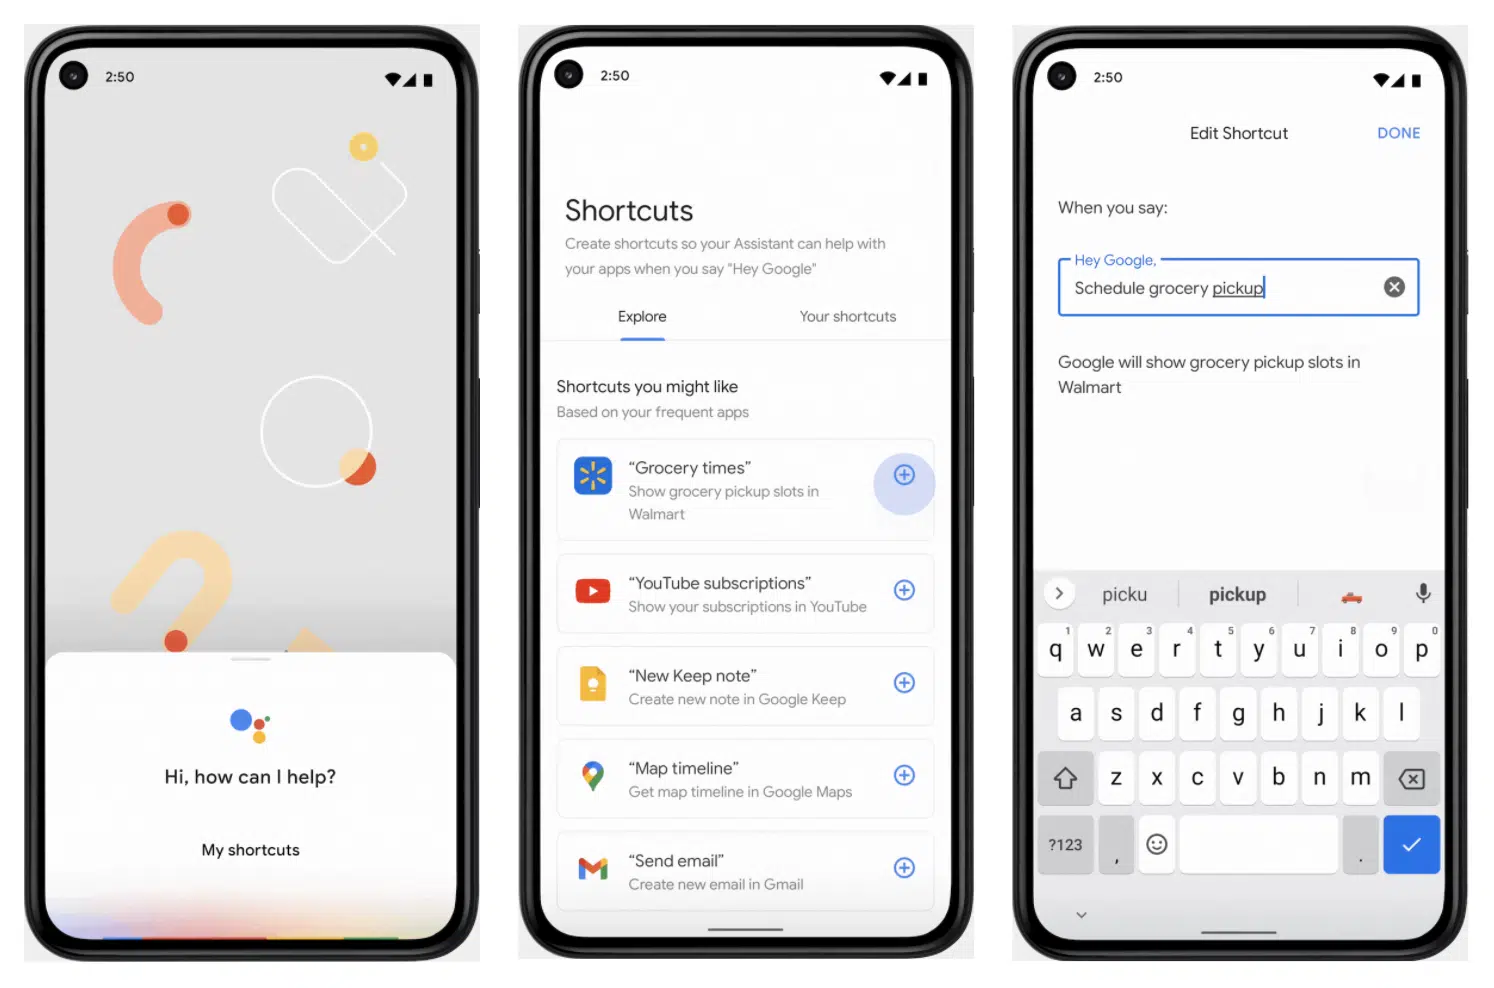 2:50
Hi, how can I help?
My shortcuts
2:50
Shortcuts
Create shortcuts so your Assistant can help with
your apps when you say "Hey Google"
Explore
Your shortcuts
Shortcuts you might like
Based on your frequent apps
“Grocery times”
Show grocery pickup slots in
Walmart
“YouTube subscriptions”
Show your subscriptions in YouTube
“New Keep note”
Create new note in Google Keep
“Map timeline”
Get map timeline in Google Maps
“Send email”
Create new email in Gmail
2:50
Edit Shortcut
DONE
When you say:
Hey Google,
Schedule grocery pickup
Google will show grocery pickup slots in
Walmart
picku pickup
q 1 w 2 e 3 r 4 t 5 y 6 u 7 i 8 o 9 p 0
a s d f g h j k l
z x c v b n m
?123 , .